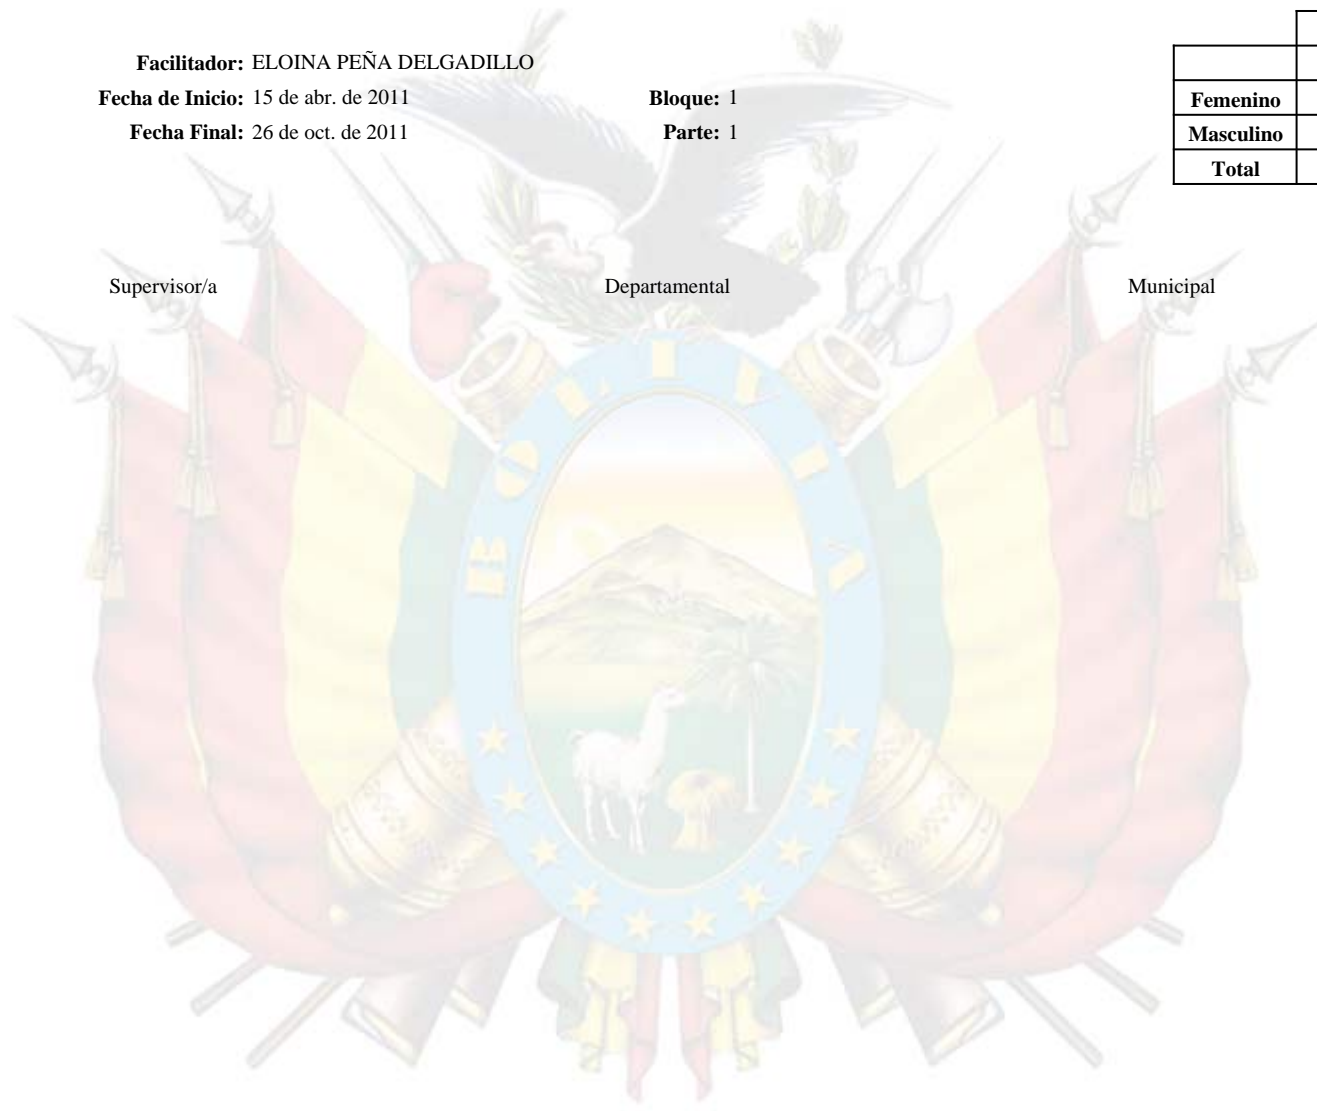 Facilitador: ELOINA PEÑA DELGADILLO
Fecha de Inicio: 15 de abr. de 2011 Bloque: 1
Fecha Final: 26 de oct. de 2011 Parte: 1
Femenino
Masculino
Total
Supervisor/a Departamental Municipal
BOLIVIA